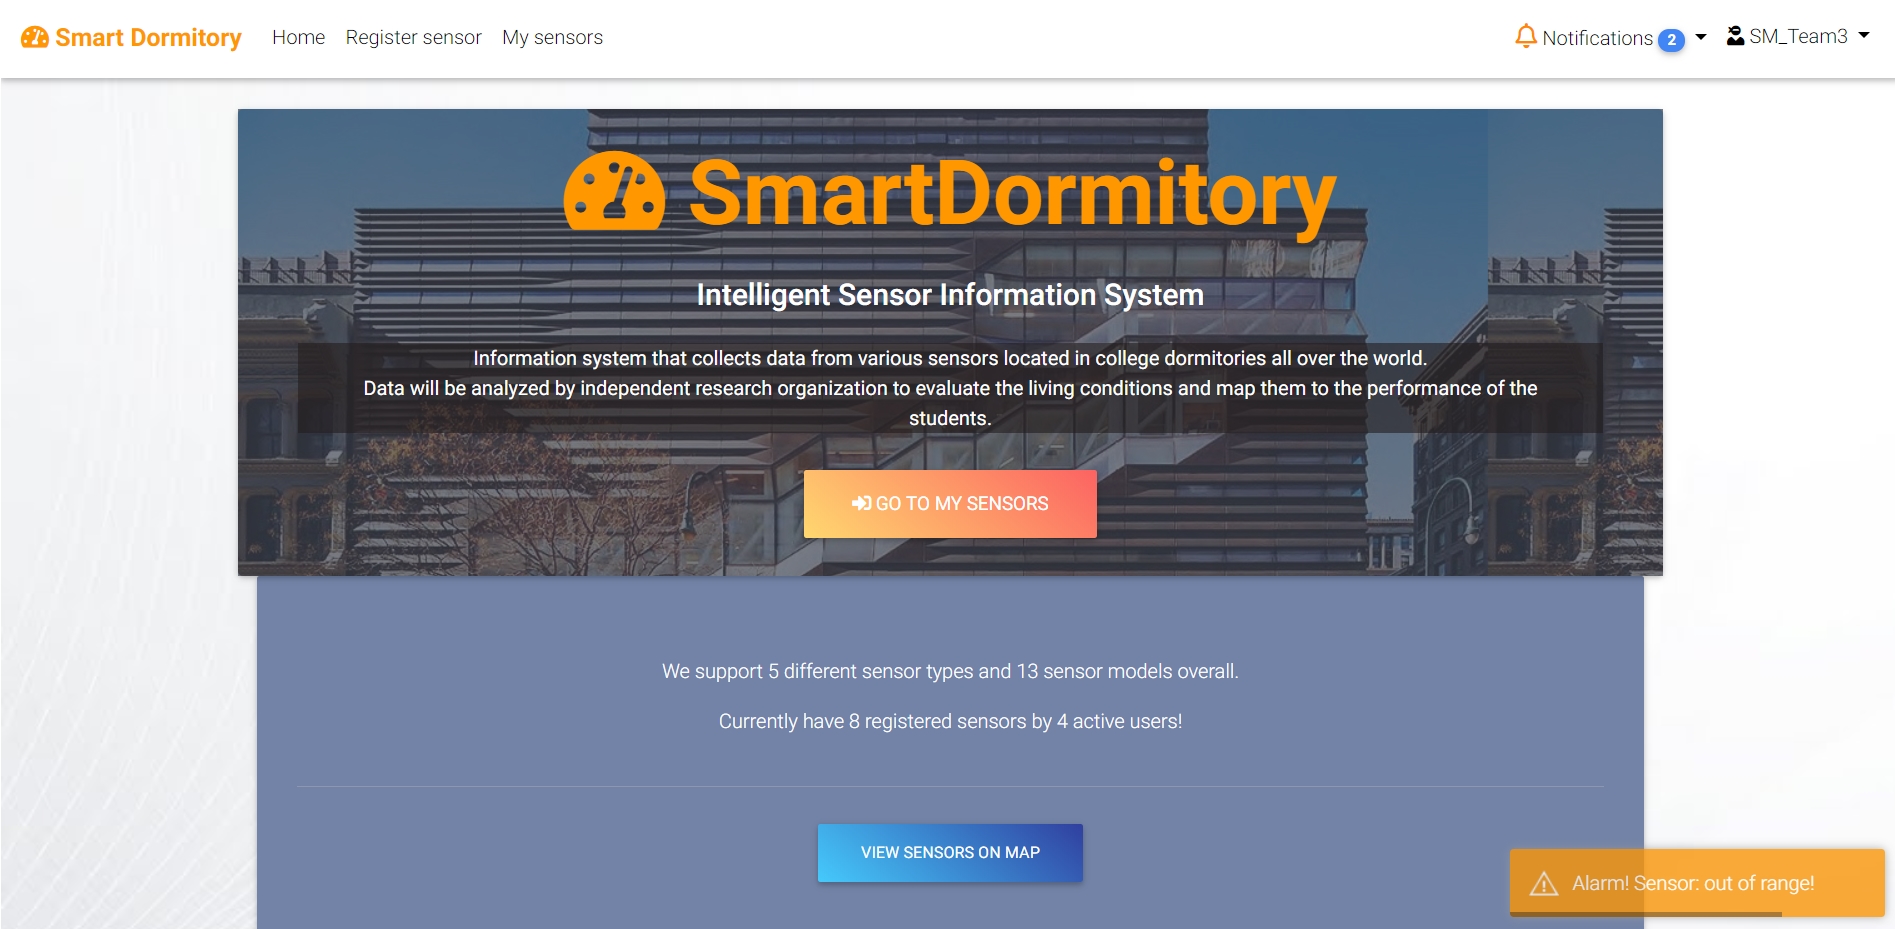 Smart Dormitory Home Register sensor My sensors Notifications 2 SM_Team3
SmartDormitory
Intelligent Sensor Information System
Information system that collects data from various sensors located in college dormitories all over the world.
Data will be analyzed by independent research organization to evaluate the living conditions and map them to the performance of the
students.
GO TO MY SENSORS
We support 5 different sensor types and 13 sensor models overall.
Currently have 8 registered sensors by 4 active users!
VIEW SENSORS ON MAP
Alarm! Sensor: out of range!